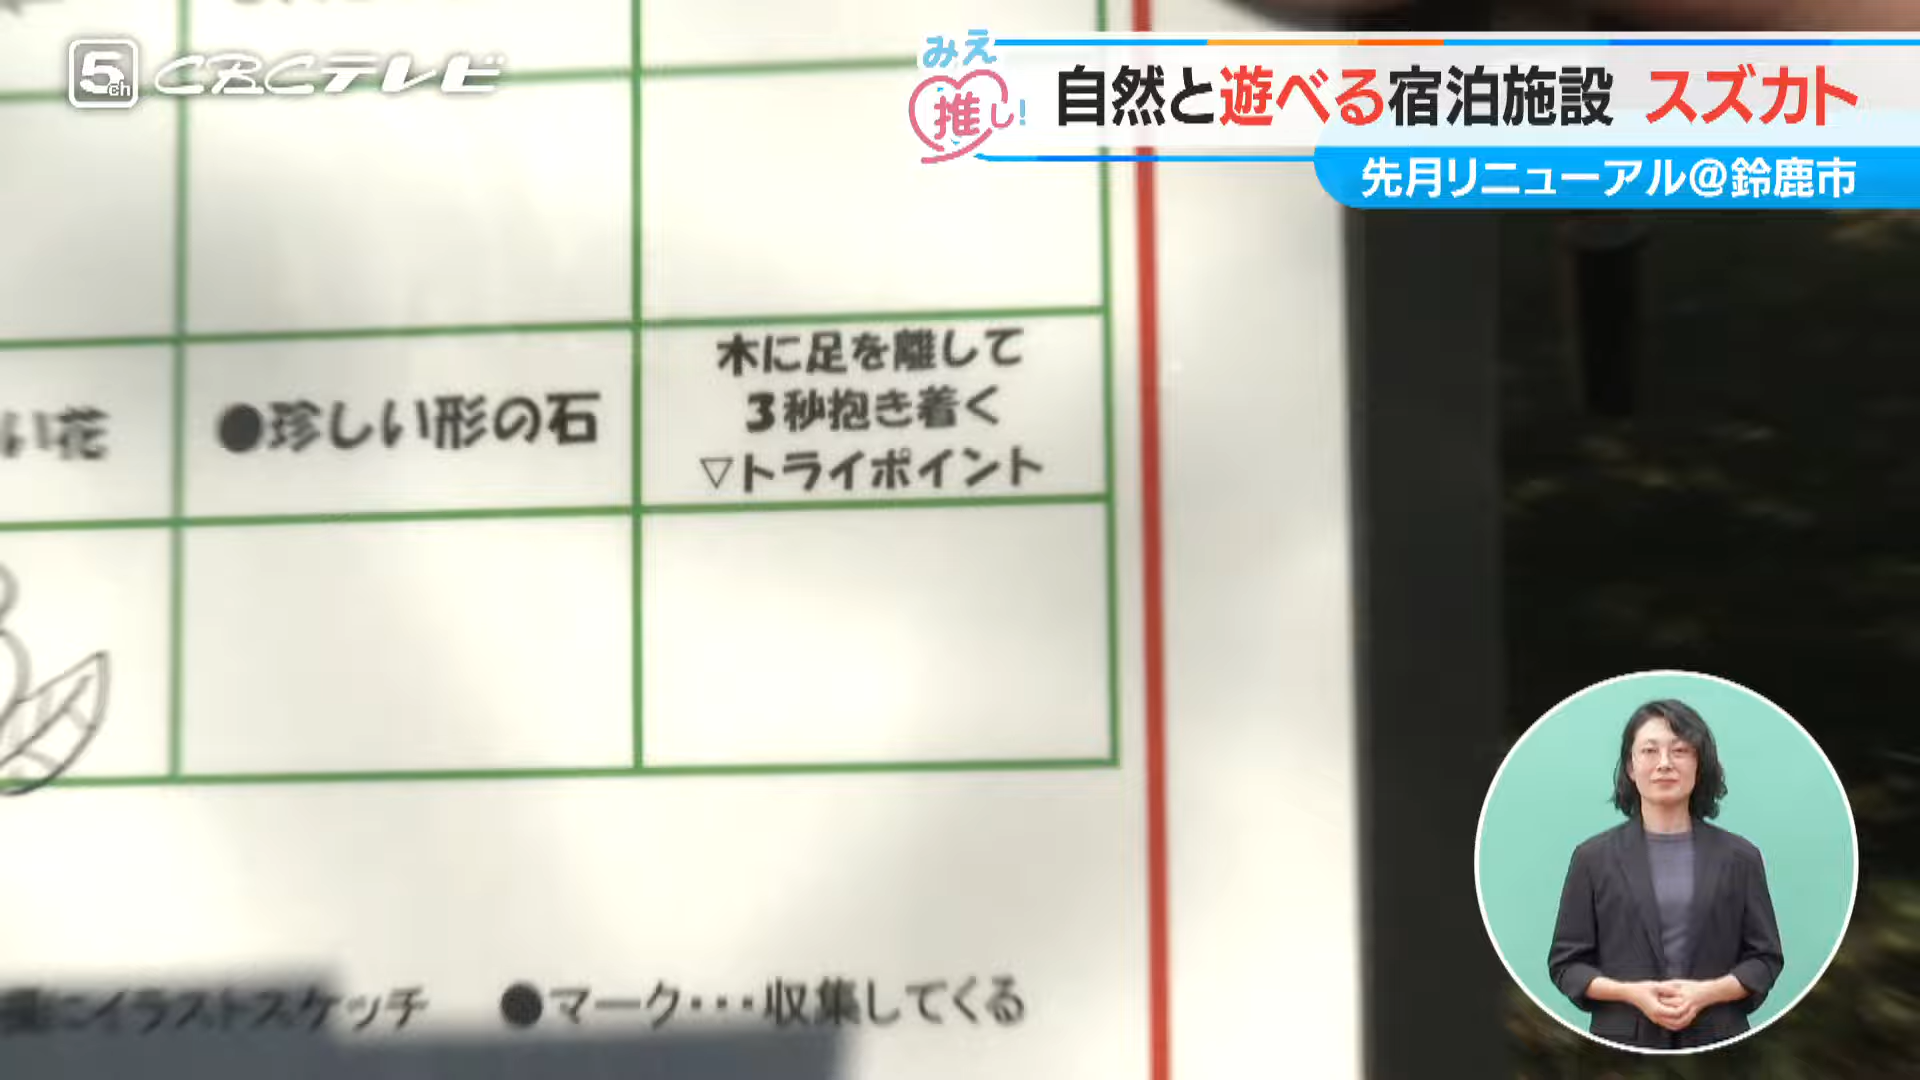 5ch CBCテレビ
みえ推し!
自然と遊べる宿泊施設 スズカト
先月リニューアル@鈴鹿市
い花
●珍しい形の石
木に足を離して
3秒抱き着く
▽トライポイント
にイラストスケッチ
●マーク･･･収集してくる